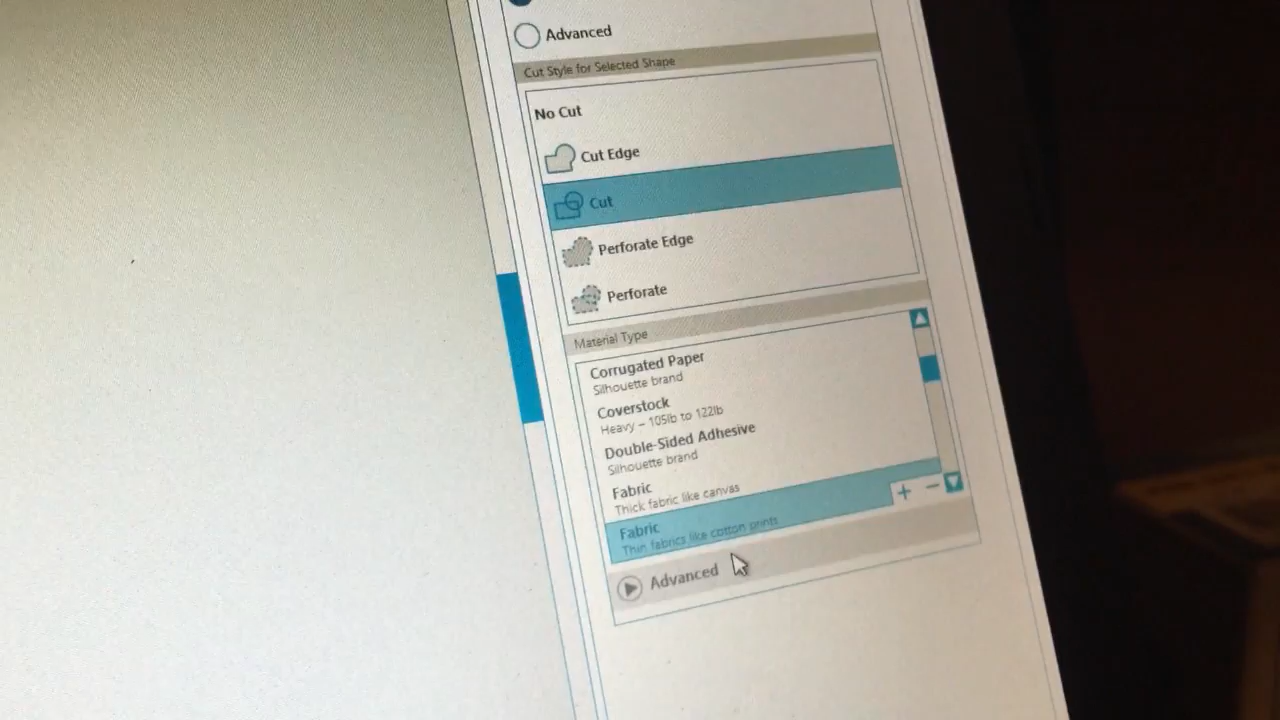 Advanced
Cut Style for Selected Shape
No Cut
Cut Edge
Cut
Perforate Edge
Perforate
Material Type
Corrugated Paper
Silhouette brand
Coverstock
Heavy – 105lb to 122lb
Double-Sided Adhesive
Silhouette brand
Fabric
Thick fabric like canvas
Fabric
Thin fabrics like cotton prints
Advanced